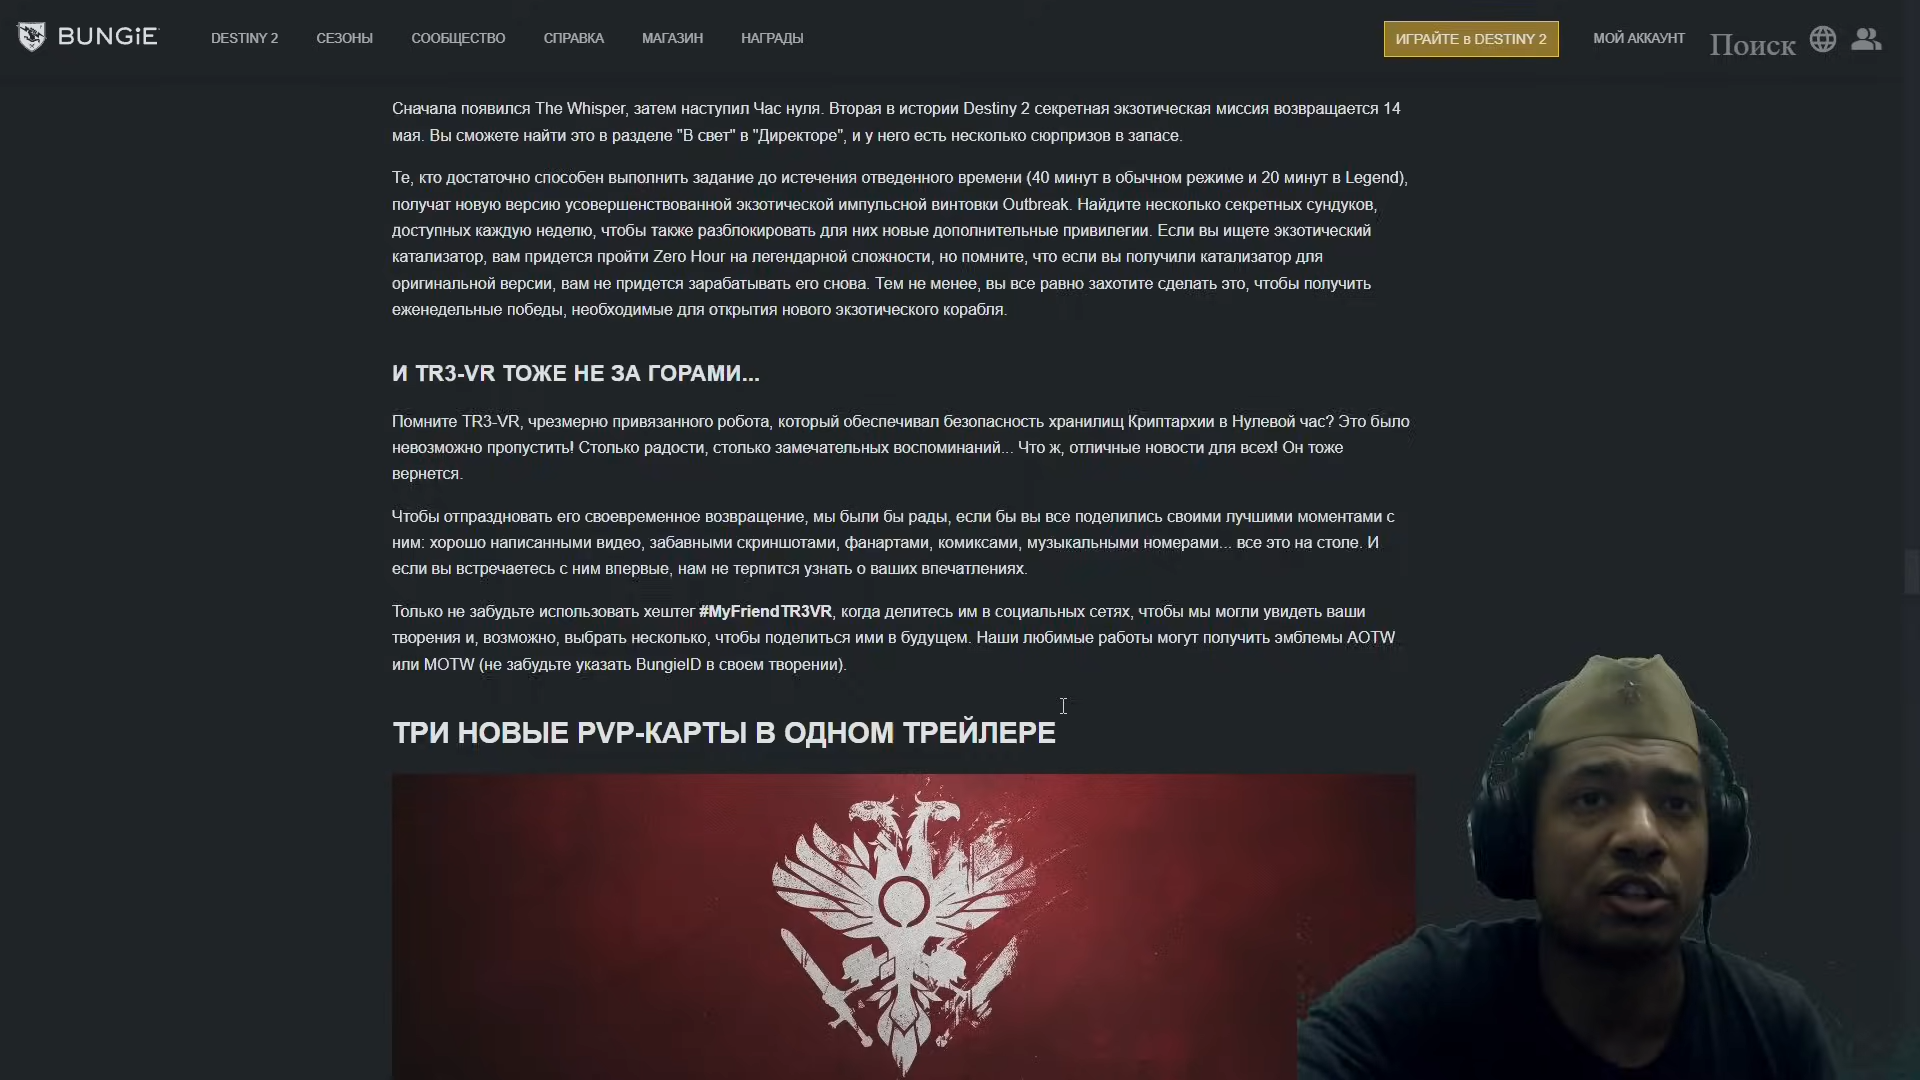 BUNGiE
DESTINY 2 СЕЗОНЫ СООБЩЕСТВО СПРАВКА МАГАЗИН НАГРАДЫ ИГРАЙТЕ в DESTINY 2 МОЙ АККАУНТ Поиск
Сначала появился The Whisper, затем наступил Час нуля. Вторая в истории Destiny 2 секретная экзотическая миссия возвращается 14
мая. Вы сможете найти это в разделе "В свет" в "Директоре", и у него есть несколько сюрпризов в запасе.
Те, кто достаточно способен выполнить задание до истечения отведенного времени (40 минут в обычном режиме и 20 минут в Legend),
получат новую версию усовершенствованной экзотической импульсной винтовки Outbreak. Найдите несколько секретных сундуков,
доступных каждую неделю, чтобы также разблокировать для них новые дополнительные привилегии. Если вы ищете экзотический
катализатор, вам придется пройти Zero Hour на легендарной сложности, но помните, что если вы получили катализатор для
оригинальной версии, вам не придется зарабатывать его снова. Тем не менее, вы все равно захотите сделать это, чтобы получить
еженедельные победы, необходимые для открытия нового экзотического корабля.
И TR3-VR ТОЖЕ НЕ ЗА ГОРАМИ...
Помните TR3-VR, чрезмерно привязанного робота, который обеспечивал безопасность хранилищ Криптархии в Нулевой час? Это было
невозможно пропустить! Столько радости, столько замечательных воспоминаний... Что ж, отличные новости для всех! Он тоже
вернется.
Чтобы отпраздновать его своевременное возвращение, мы были бы рады, если бы вы все поделились своими лучшими моментами с
ним: хорошо написанными видео, забавными скриншотами, фанартами, комиксами, музыкальными номерами... все это на столе. И
если вы встречаетесь с ним впервые, нам не терпится узнать о ваших впечатлениях.
Только не забудьте использовать хештег #MyFriendTR3VR, когда делитесь им в социальных сетях, чтобы мы могли увидеть ваши
творения и, возможно, выбрать несколько, чтобы поделиться ими в будущем. Наши любимые работы могут получить эмблемы AOTW
или MOTW (не забудьте указать BungieID в своем творении).
ТРИ НОВЫЕ PVP-КАРТЫ В ОДНОМ ТРЕЙЛЕРЕ